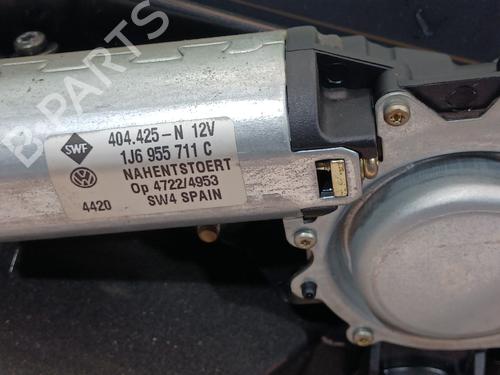 B-PARTS
SWF
404.425-N 12V
1J6 955 711 C
NAHENTSTOERT
Op 4722/4953
4420
SW4 SPAIN